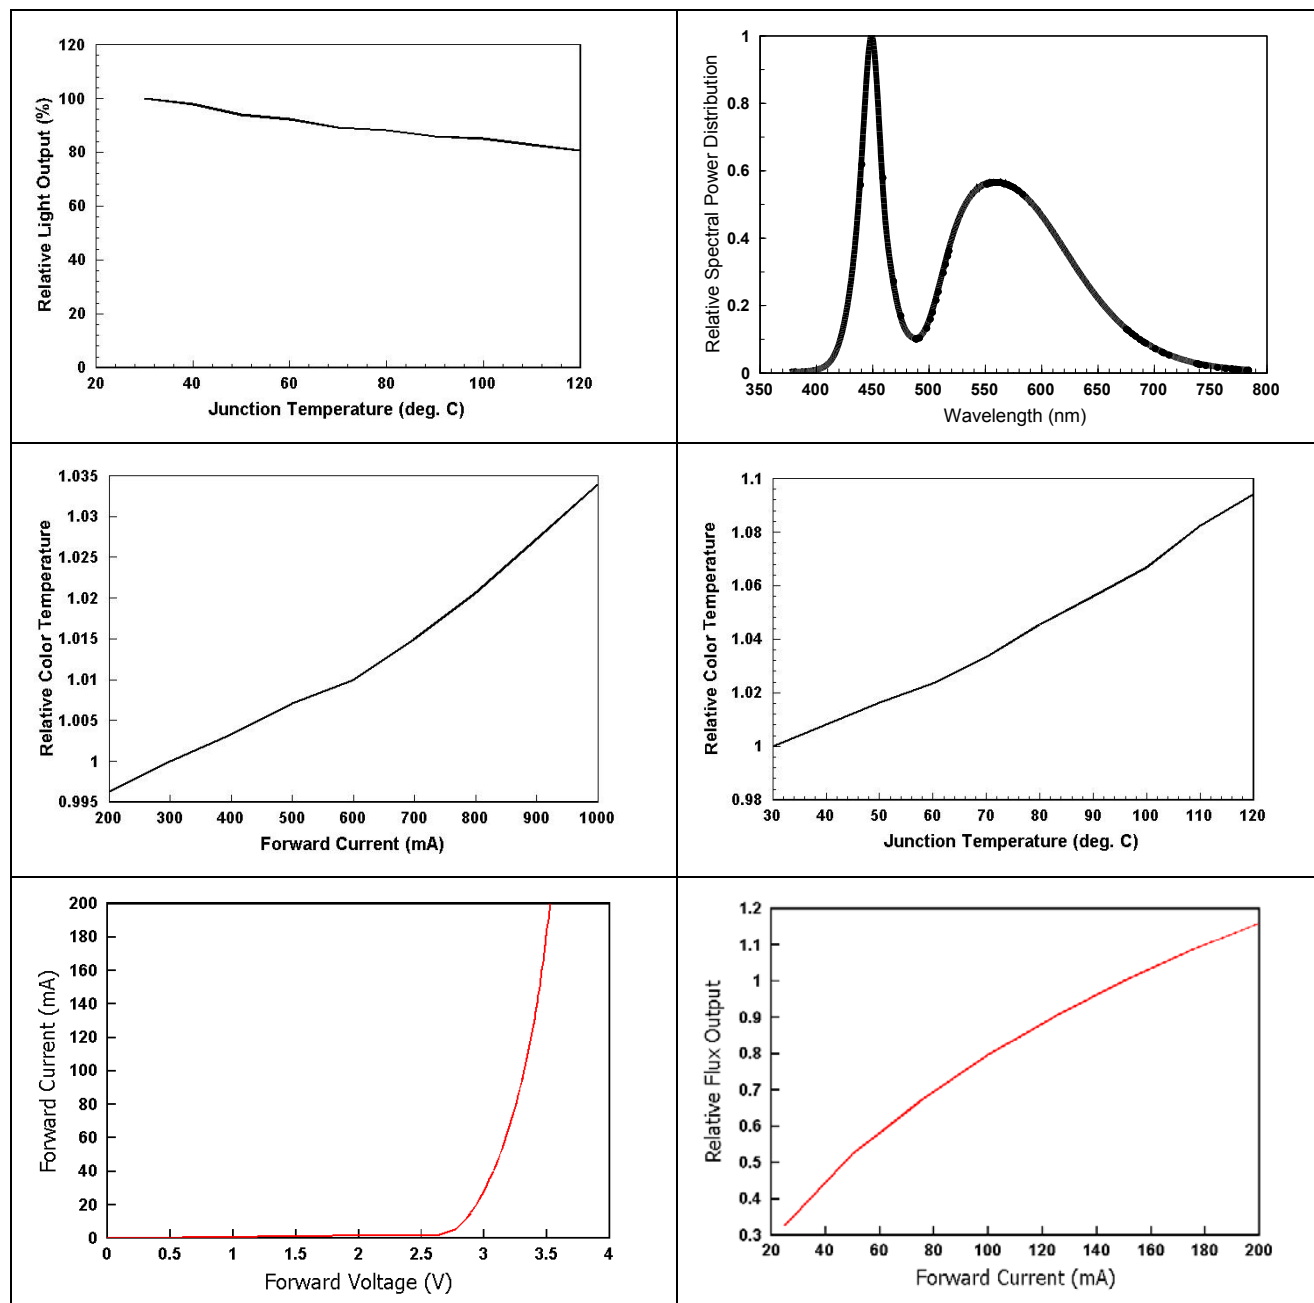 120
100
80
60
40
20
0
Relative Light Output (%)
20 40 60 80 100 120
Junction Temperature (deg. C)
1
0.8
0.6
0.4
0.2
0
Relative Spectral Power Distribution
350 400 450 500 550 600 650 700 750 800
Wavelength (nm)
1.035
1.03
1.025
1.02
1.015
1.01
1.005
1
0.995
Relative Color Temperature
200 300 400 500 600 700 800 900 1000
Forward Current (mA)
1.1
1.08
1.06
1.04
1.02
1
0.98
Relative Color Temperature
30 40 50 60 70 80 90 100 110 120
Junction Temperature (deg. C)
200
180
160
140
120
100
80
60
40
20
0
Forward Current (mA)
0 0.5 1 1.5 2 2.5 3 3.5 4
Forward Voltage (V)
1.2
1.1
1
0.9
0.8
0.7
0.6
0.5
0.4
0.3
Relative Flux Output
20 40 60 80 100 120 140 160 180 200
Forward Current (mA)